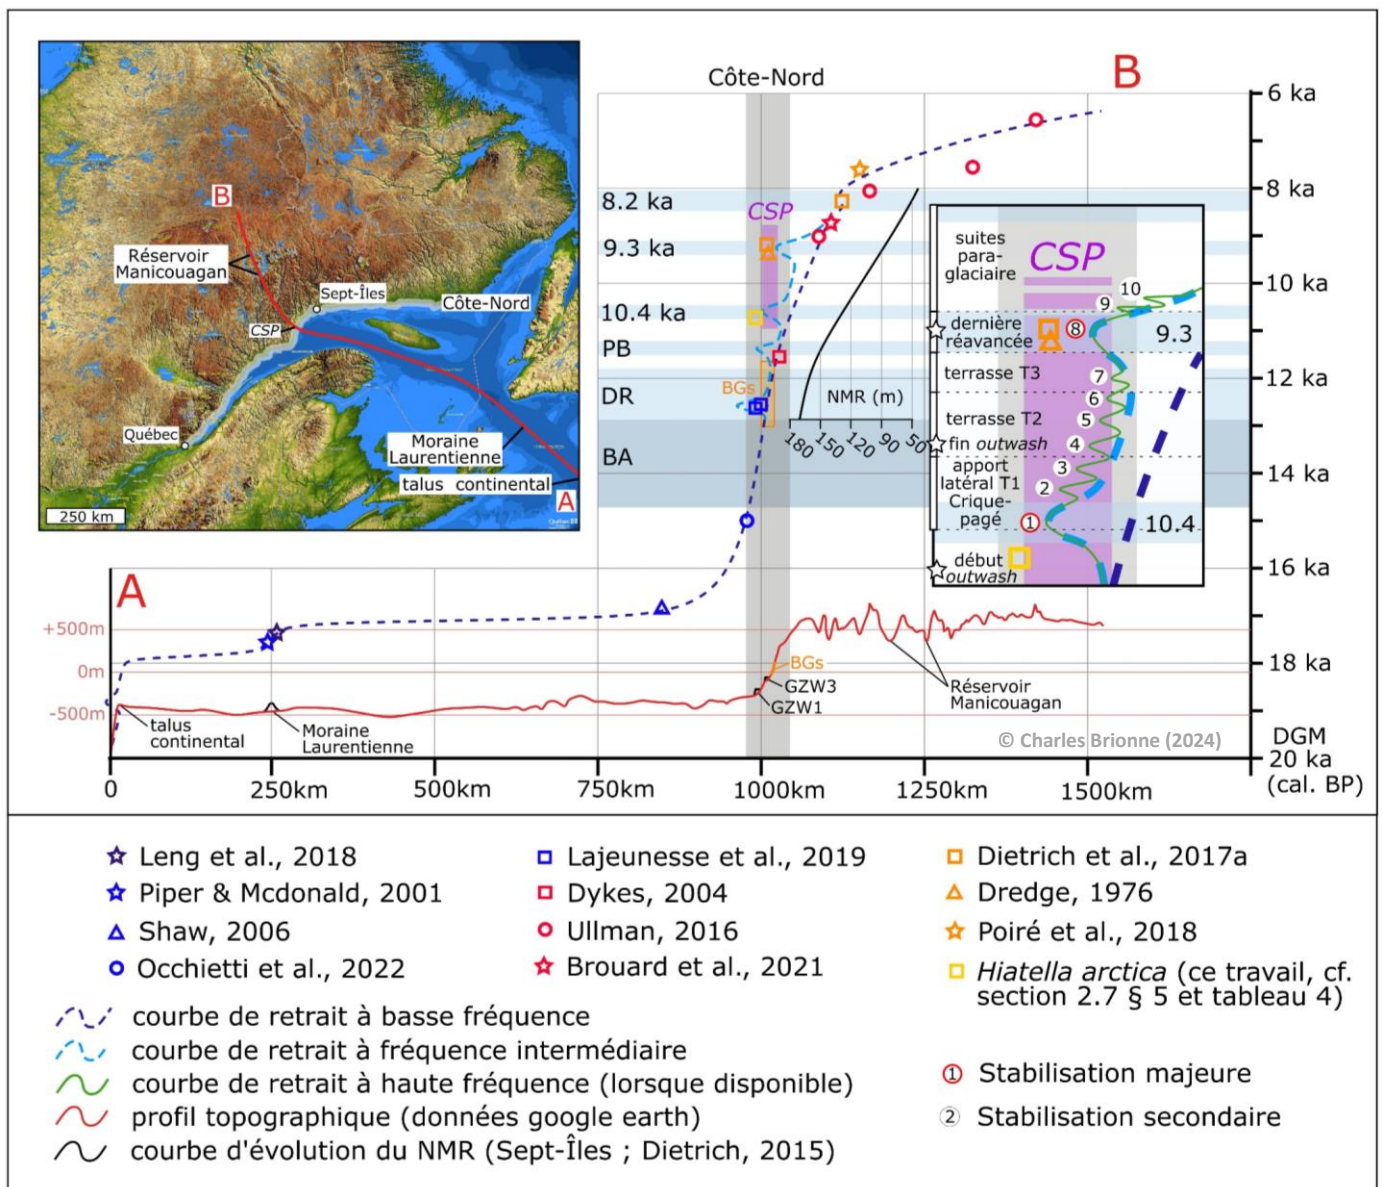 B
Réservoir
Manicouagan
Sept-Îles
Côte-Nord
CSP
Québec
Moraine
Laurentienne
talus continental
A
250 km
Côte-Nord
B
6 ka
8 ka
10 ka
12 ka
14 ka
16 ka
18 ka
DGM
20 ka
(cal. BP)
8.2 ka
9.3 ka
10.4 ka
PB
DR
BA
CSP
BGs
NMR (m)
180
150
120
90
50
suites
para-
glaciaire
CSP
10
9
dernière
réavancée
8
9.3
terrasse T3
7
6
terrasse T2
5
fin outwash
4
apport
latéral T1
3
2
Crique-
pagé
1
10.4
début
outwash
A
+500m
0m
-500m
talus
continental
Moraine
Laurentienne
BGs
GZW3
GZW1
Réservoir
Manicouagan
© Charles Brionne (2024)
0
250km
500km
750km
1000km
1250km
1500km
Leng et al., 2018
Piper & Mcdonald, 2001
Shaw, 2006
Occhietti et al., 2022
Lajeunesse et al., 2019
Dykes, 2004
Ullman, 2016
Brouard et al., 2021
Dietrich et al., 2017a
Dredge, 1976
Poiré et al., 2018
Hiatella arctica (ce travail, cf.
section 2.7 § 5 et tableau 4)
courbe de retrait à basse fréquence
courbe de retrait à fréquence intermédiaire
courbe de retrait à haute fréquence (lorsque disponible)
profil topographique (données google earth)
courbe d'évolution du NMR (Sept-Îles ; Dietrich, 2015)
1 Stabilisation majeure
2 Stabilisation secondaire